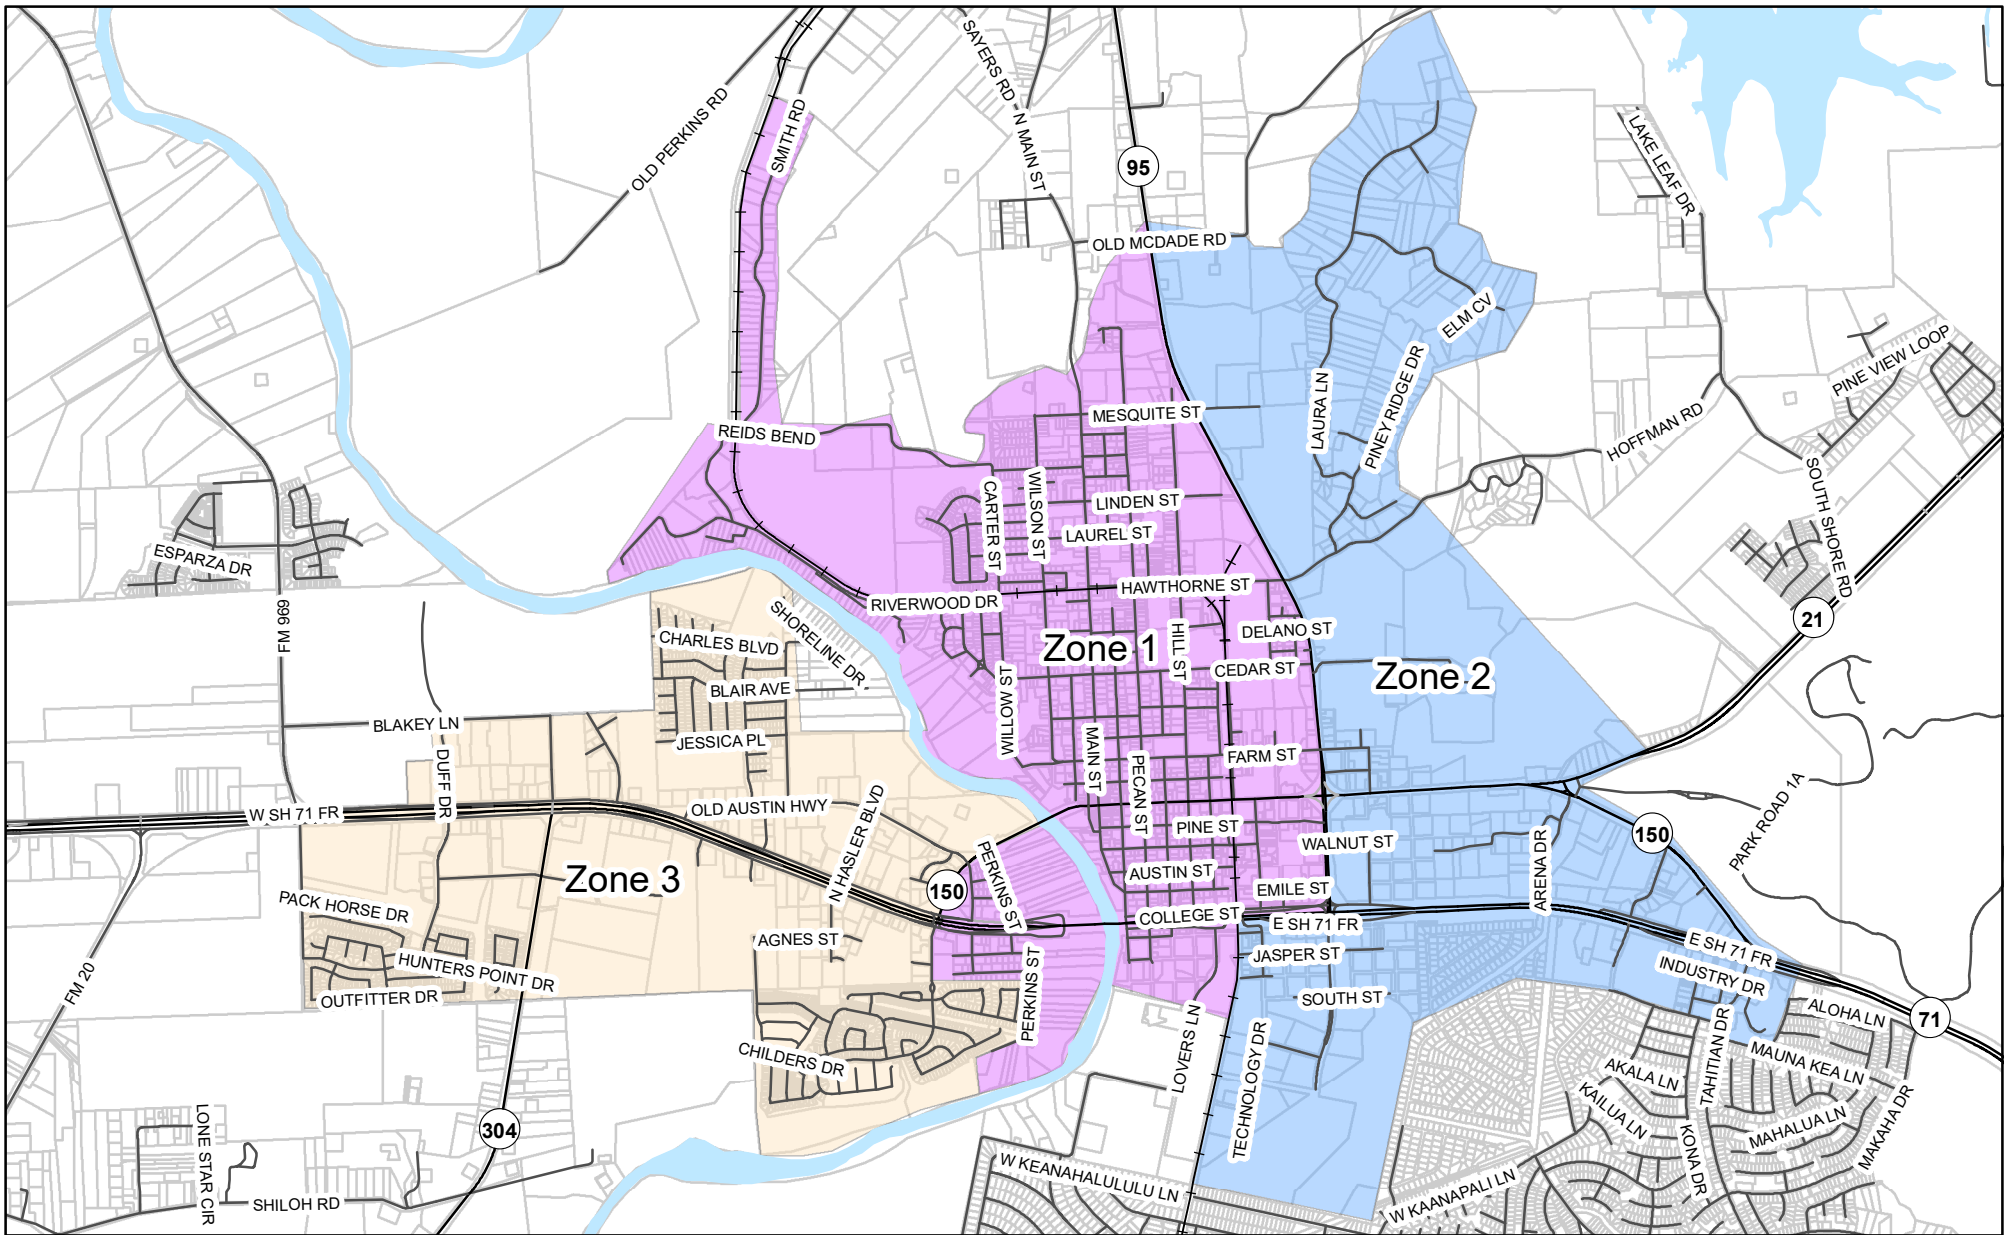 SAYERS RD
N MAIN ST
OLD PERKINS RD
SMITH RD
95
LAKE LEAF DR
OLD MCDADE RD
ELM CV
PINE VIEW LOOP
LAURA LN
PINEY RIDGE DR
MESQUITE ST
HOFFMAN RD
REIDS BEND
CARTER ST
WILSON ST
LINDEN ST
LAUREL ST
SOUTH SHORE RD
ESPARZA DR
FM 969
HAWTHORNE ST
RIVERWOOD DR
21
SHORELINE DR
CHARLES BLVD
Zone 1
HILL ST
DELANO ST
CEDAR ST
Zone 2
BLAIR AVE
WILLOW ST
BLAKEY LN
JESSICA PL
DUFF DR
MAIN ST
PECAN ST
FARM ST
W SH 71 FR
OLD AUSTIN HWY
N HASLER BLVD
PINE ST
WALNUT ST
ARENA DR
150
PARK ROAD 1A
Zone 3
150
PERKINS ST
AUSTIN ST
EMILE ST
PACK HORSE DR
COLLEGE ST
E SH 71 FR
AGNES ST
E SH 71 FR
JASPER ST
HUNTERS POINT DR
INDUSTRY DR
FM 20
OUTFITTER DR
PERKINS ST
SOUTH ST
ALOHA LN
71
LOVERS LN
TECHNOLOGY DR
TAHITIAN DR
CHILDERS DR
MAUNA KEA LN
AKALA LN
KAILUA LN
MAHALUA LN
MAKAHA DR
304
LONE STAR CIR
KONA DR
W KEANAHALULULU LN
W KAANAPALI LN
SHILOH RD